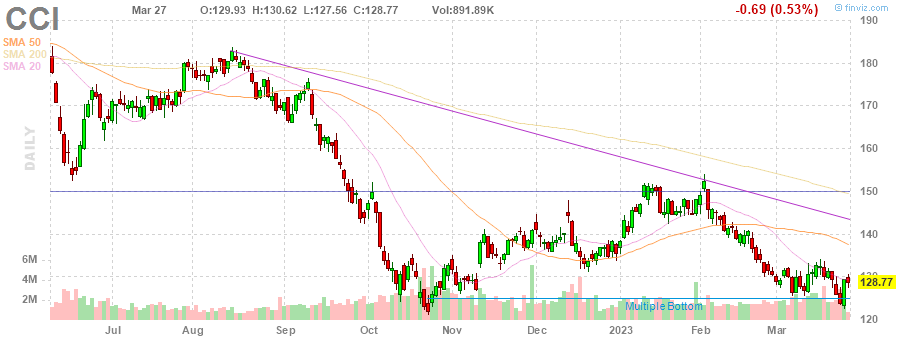 CCI
Mar 27 O:129.93 H:130.62 L:127.56 C:128.77 Vol:891.89K -0.69 (0.53%) finviz.com
SMA 50
SMA 200
SMA 20
DAILY
190
180
170
160
150
140
130
120
128.77
6M
4M
2M
Multiple Bottom
Jul Aug Sep Oct Nov Dec 2023 Feb Mar